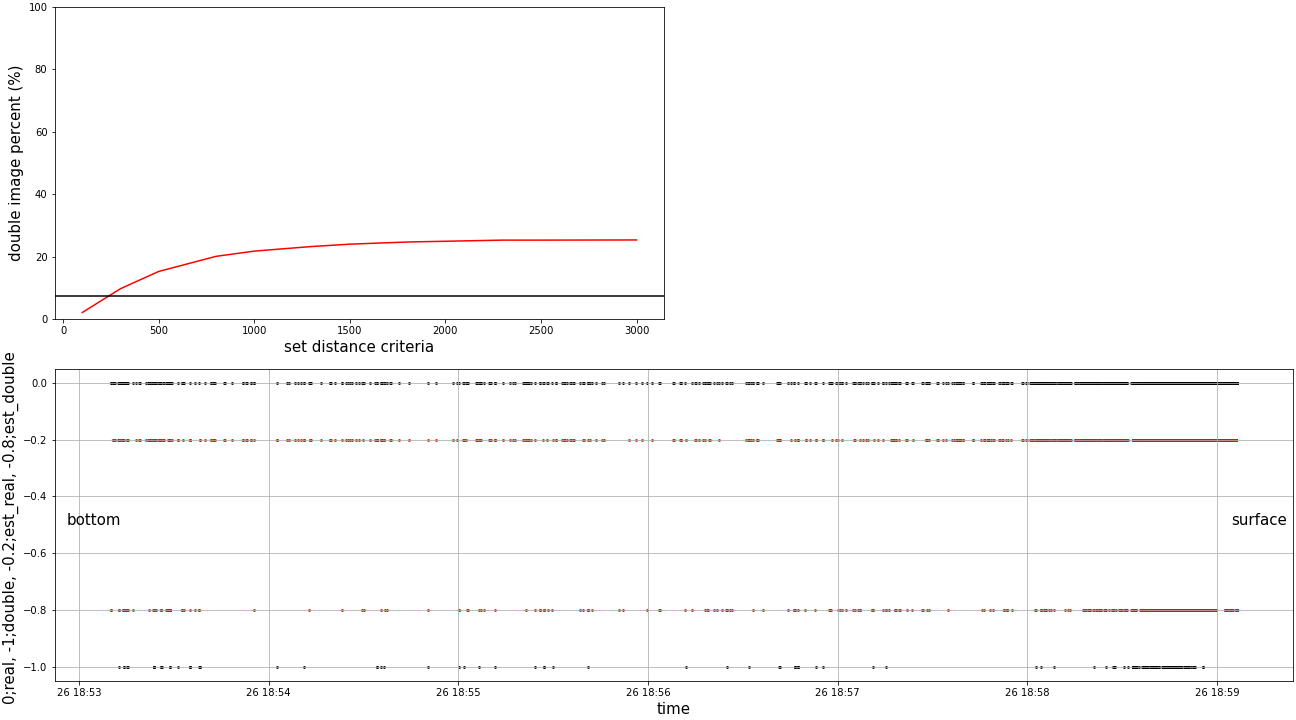 100
80
60
40
20
0
double image percent (%)
0 500 1000 1500 2000 2500 3000
set distance criteria
0.0
−0.2
−0.4
−0.6
−0.8
−1.0
0;real, -1;double, -0.2;est_real, -0.8;est_double
bottom
surface
26 18:53 26 18:54 26 18:55 26 18:56 26 18:57 26 18:58 26 18:59
time